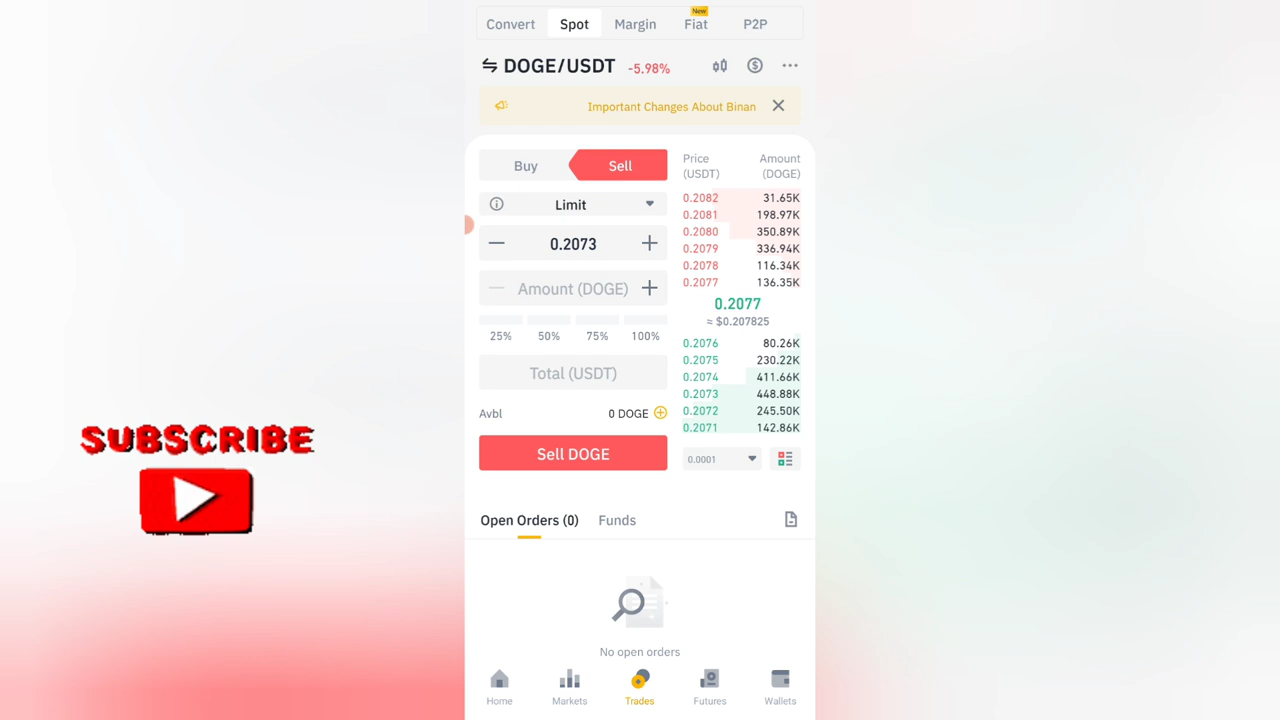 New
Convert Spot Margin Fiat P2P
DOGE/USDT -5.98%
Important Changes About Binan
Buy Sell
Price Amount
(USDT) (DOGE)
Limit
0.2073
Amount (DOGE)
25% 50% 75% 100%
Total (USDT)
Avbl 0 DOGE
Sell DOGE
0.2082 31.65K
0.2081 198.97K
0.2080 350.89K
0.2079 336.94K
0.2078 116.34K
0.2077 136.35K
0.2077
≈ $0.207825
0.2076 80.26K
0.2075 230.22K
0.2074 411.66K
0.2073 448.88K
0.2072 245.50K
0.2071 142.86K
0.0001
SUBSCRIBE
Open Orders (0) Funds
No open orders
Home Markets Trades Futures Wallets